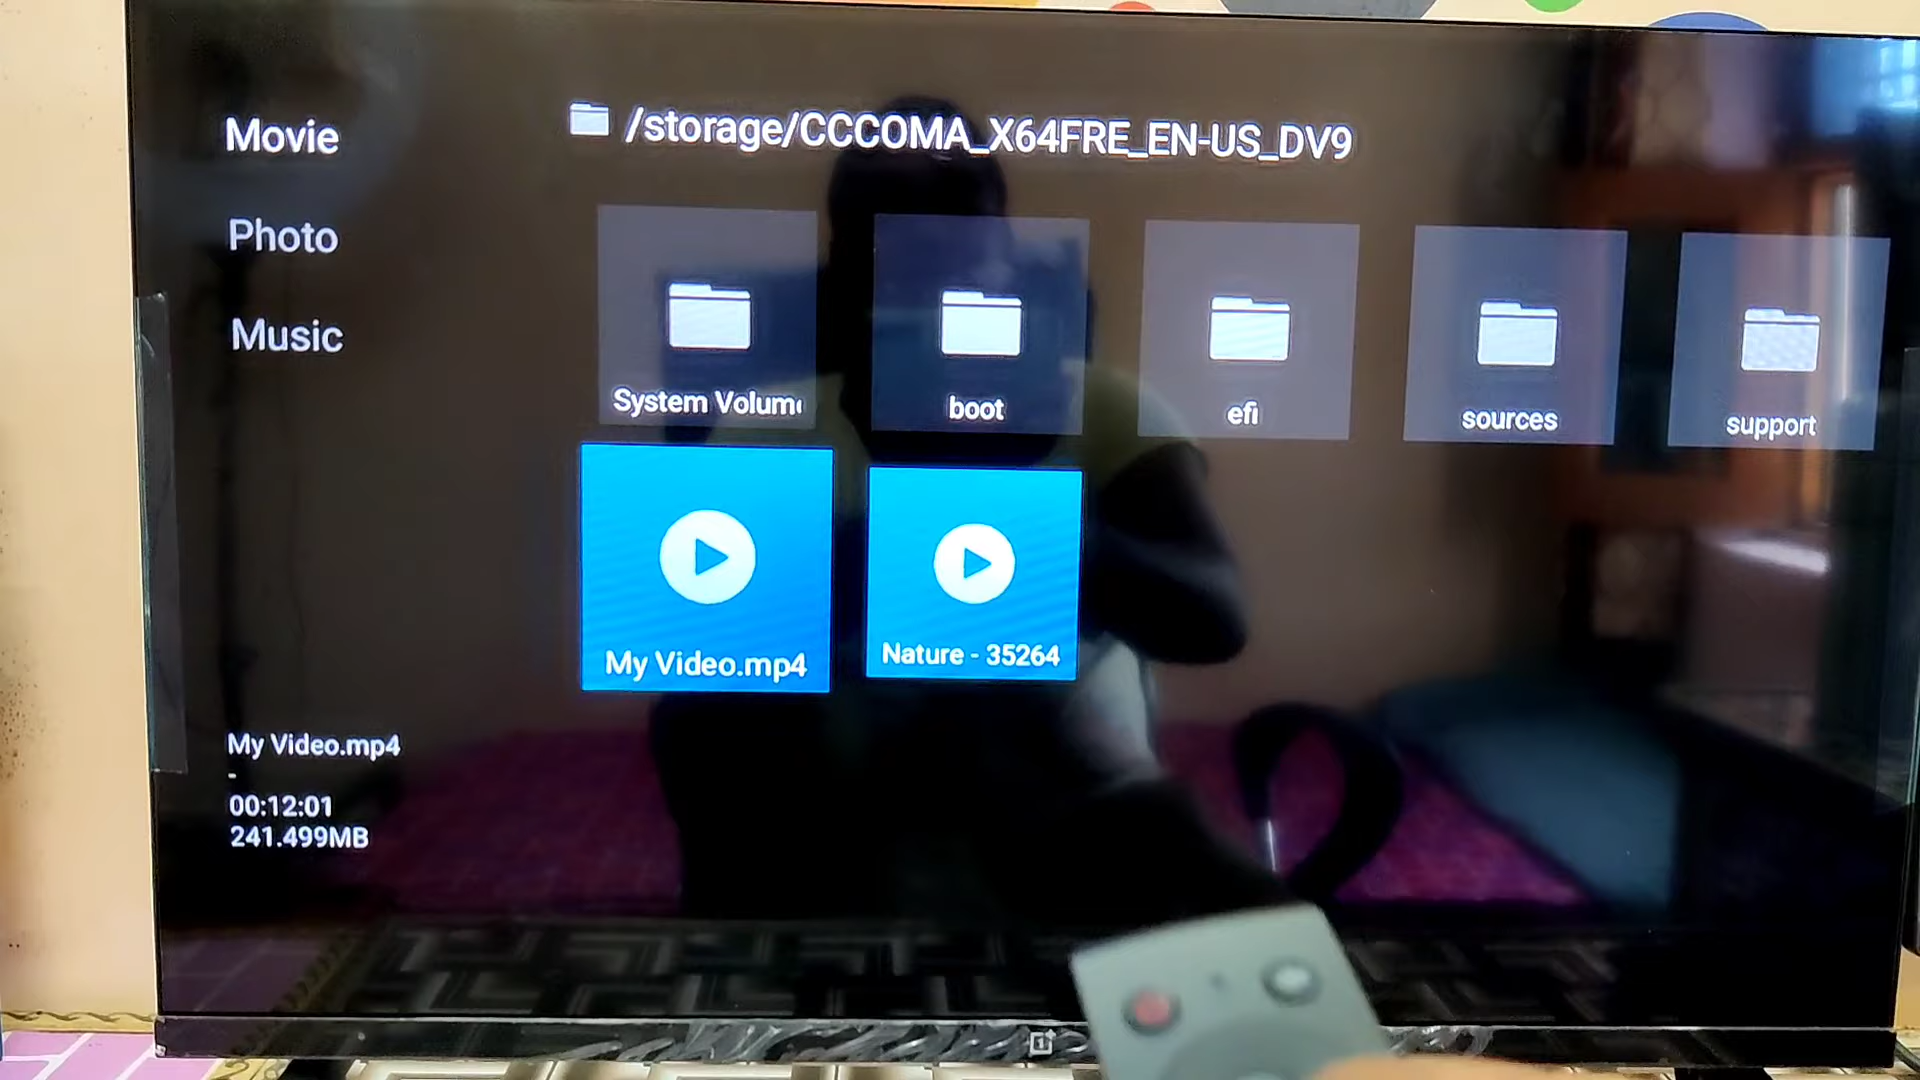 Movie
Photo
Music
/storage/CCCOMA_X64FRE_EN-US_DV9
System Volum
boot
efi
sources
support
My Video.mp4
Nature - 35264
My Video.mp4
-
00:12:01
241.499MB